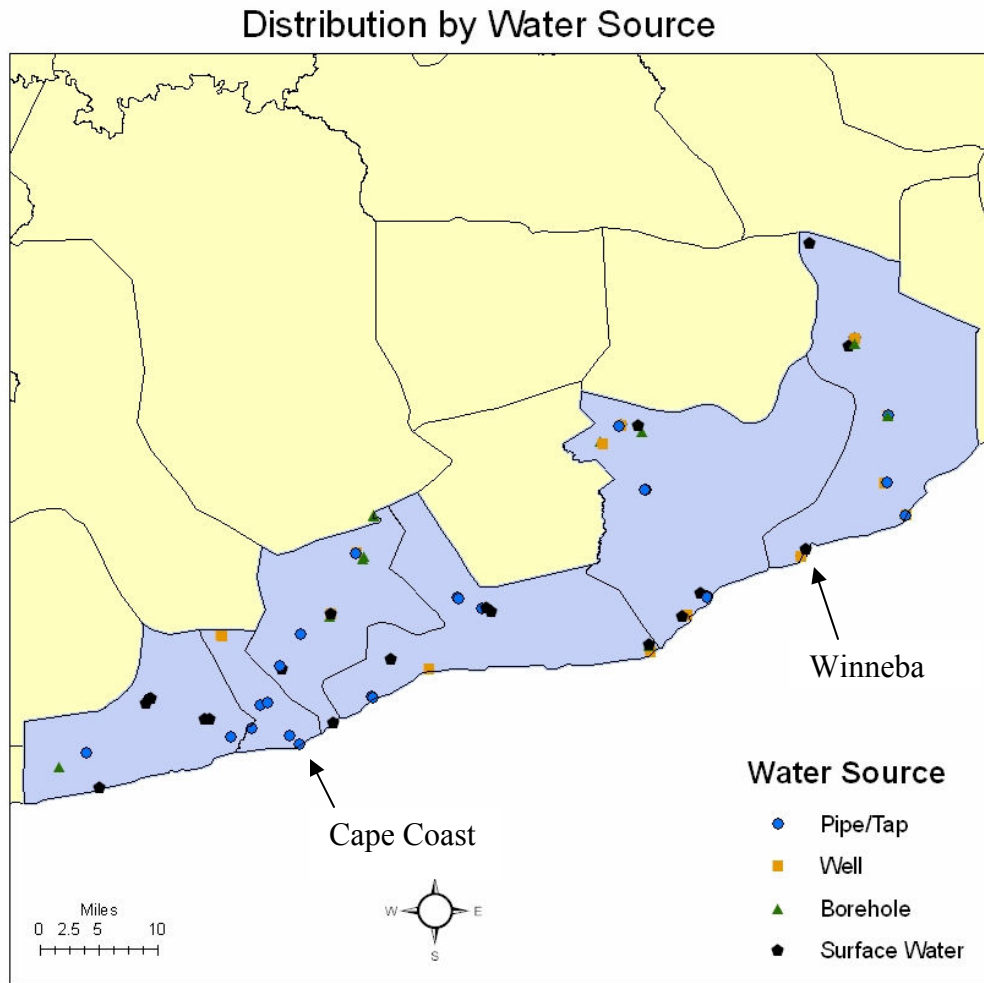 Distribution by Water Source
Winneba
Cape Coast
Water Source
Pipe/Tap
Well
Borehole
Surface Water
Miles
0 2.5 5 10
N
W E
S